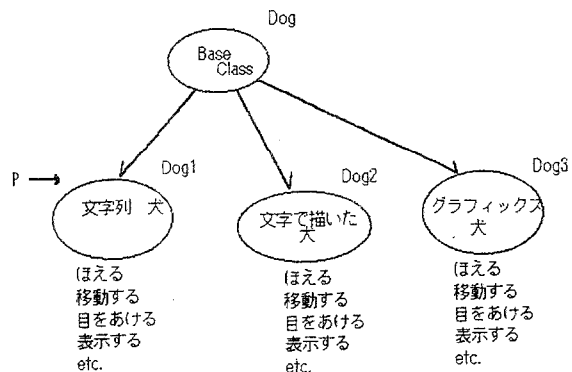 Dog
Base
Class
P
Dog1
文字列 犬
ほえる
移動する
目をあける
表示する
etc.
Dog2
文字で描いた
犬
ほえる
移動する
目をあける
表示する
etc.
Dog3
グラフィックス
犬
ほえる
移動する
目をあける
表示する
etc.